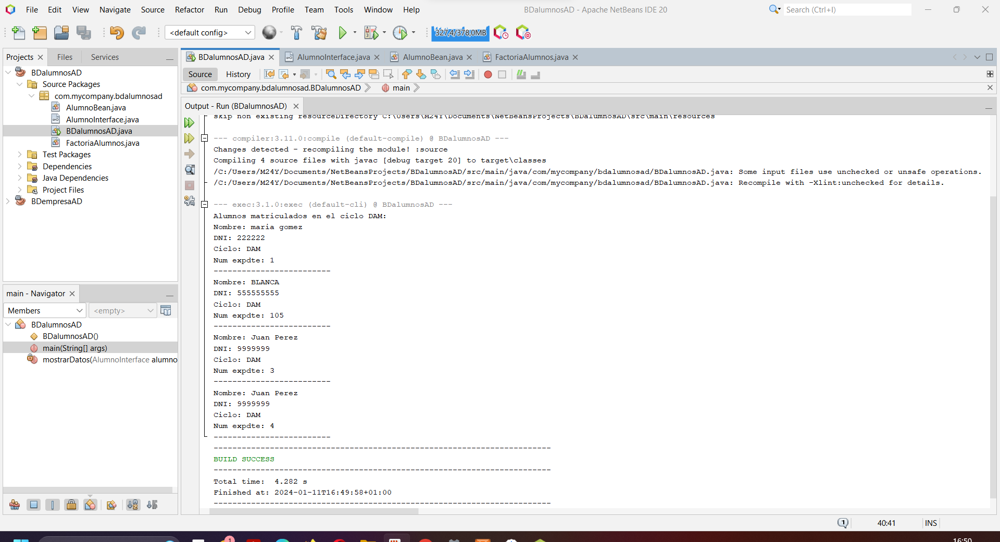 File Edit View Navigate Source Refactor Run Debug Profile Team Tools Window Help
BDalumnosAD - Apache NetBeans IDE 20
Search (Ctrl+I)
<default config>
327,4/378,0MB
Projects
Files
Services
BDalumnosAD
Source Packages
com.mycompany.bdalumnosad
AlumnoBean.java
AlumnoInterface.java
BDalumnosAD.java
FactoriaAlumnos.java
Test Packages
Dependencies
Java Dependencies
Project Files
BDempresaAD
main - Navigator
Members
<empty>
BDalumnosAD
BDalumnosAD()
main(String[] args)
mostrarDatos(AlumnoInterface alumno
BDalumnosAD.java
AlumnoInterface.java
AlumnoBean.java
FactoriaAlumnos.java
Source
History
com.mycompany.bdalumnosad.BDalumnosAD
main
Output - Run (BDalumnosAD)
skip non existing resourceDirectory C:\Users\M24Y\Documents\NetBeansProjects\BDalumnosAD\src\main\resources
--- compiler:3.11.0:compile (default-compile) @ BDalumnosAD ---
Changes detected - recompiling the module! :source
Compiling 4 source files with javac [debug target 20] to target\classes
/C:/Users/M24Y/Documents/NetBeansProjects/BDalumnosAD/src/main/java/com/mycompany/bdalumnosad/BDalumnosAD.java: Some input files use unchecked or unsafe operations.
/C:/Users/M24Y/Documents/NetBeansProjects/BDalumnosAD/src/main/java/com/mycompany/bdalumnosad/BDalumnosAD.java: Recompile with -Xlint:unchecked for details.
--- exec:3.1.0:exec (default-cli) @ BDalumnosAD ---
Alumnos matriculados en el ciclo DAM:
Nombre: maria gomez
DNI: 222222
Ciclo: DAM
Num expdte: 1
-------------------------
Nombre: BLANCA
DNI: 555555555
Ciclo: DAM
Num expdte: 105
-------------------------
Nombre: Juan Perez
DNI: 9999999
Ciclo: DAM
Num expdte: 3
-------------------------
Nombre: Juan Perez
DNI: 9999999
Ciclo: DAM
Num expdte: 4
-------------------------
------------------------------------------------------------------------
BUILD SUCCESS
------------------------------------------------------------------------
Total time:  4.282 s
Finished at: 2024-01-11T16:49:58+01:00
------------------------------------------------------------------------
1
40:41
INS
1
16:50